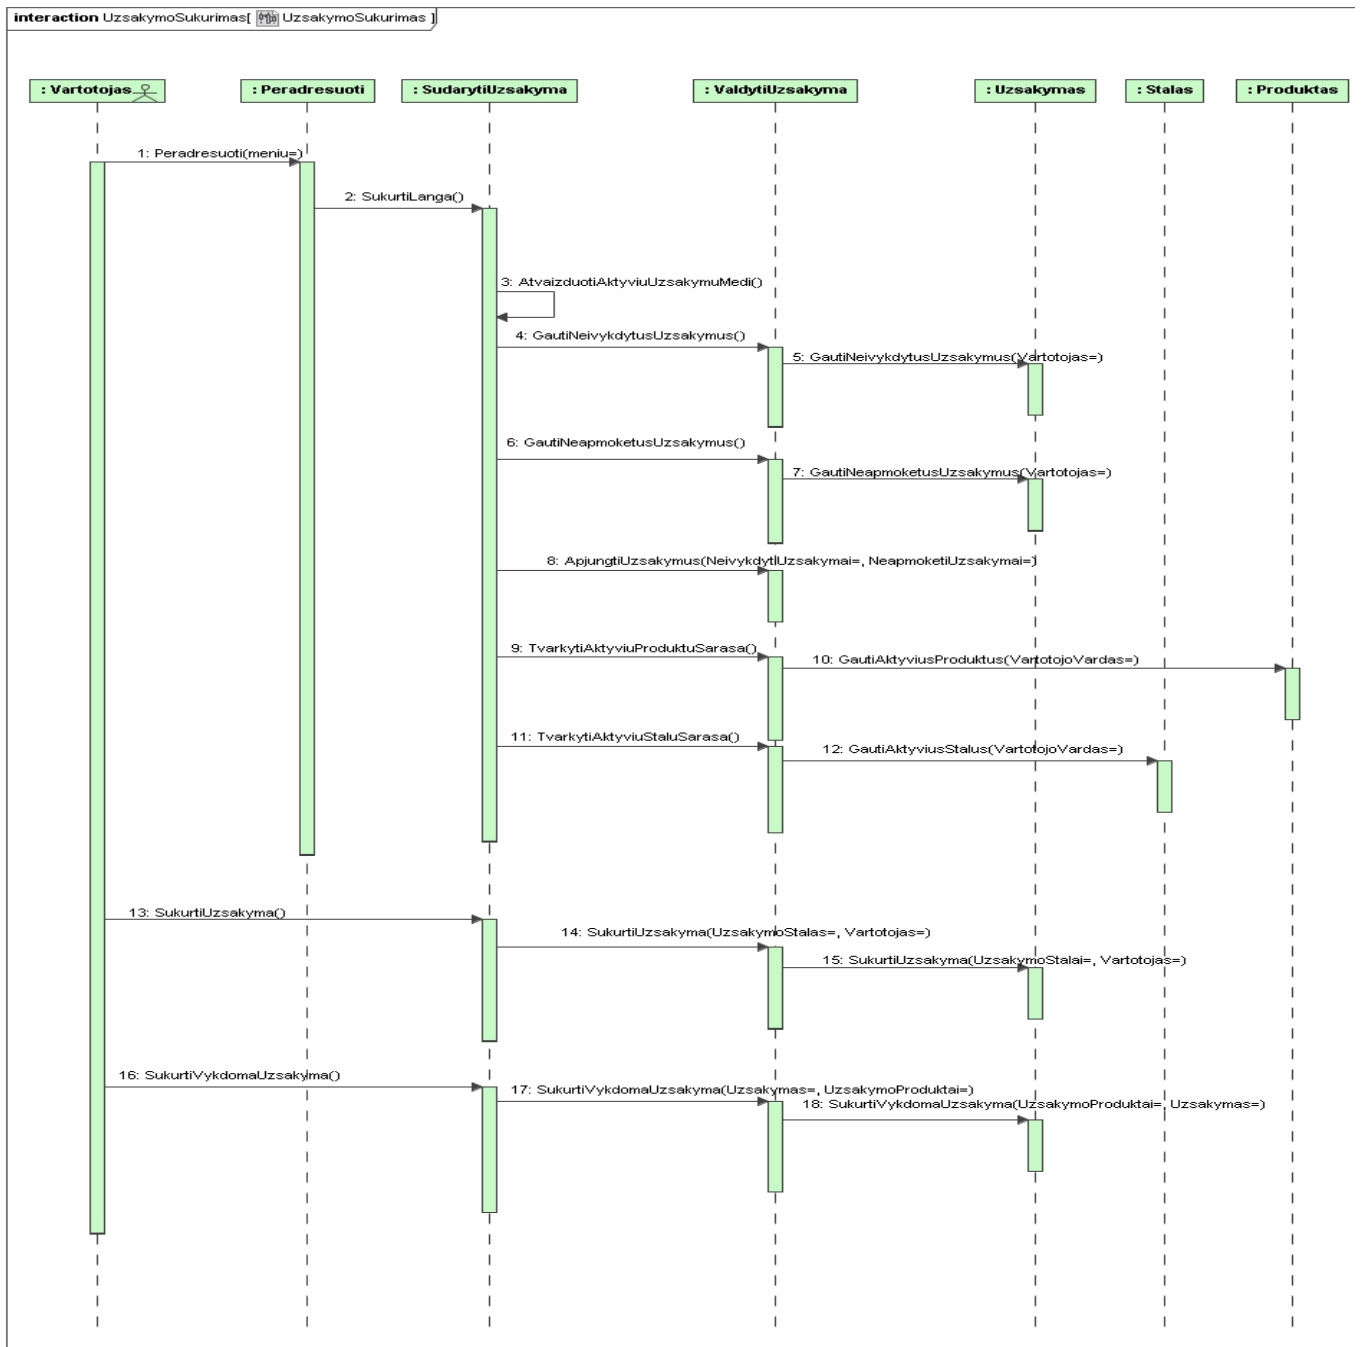 interaction UzsakymoSukurimas[ UzsakymoSukurimas ]
: Vartotojas
: Peradresuoti
: SudarytiUzsakyma
: ValdytiUzsakyma
: Uzsakymas
: Stalas
: Produktas
1: Peradresuoti(meniu=)
2: SukurtiLanga()
3: AtvaizduotiAktyviuUzsakymuMedi()
4: GautiNeivykdytusUzsakymus()
5: GautiNeivykdytusUzsakymus(Vartotojas=)
6: GautiNeapmoketusUzsakymus()
7: GautiNeapmoketusUzsakymus(Vartotojas=)
8: ApjungtiUzsakymus(NeivykdytiUzsakymai=, NeapmoketiUzsakymai=)
9: TvarkytiAktyviuProduktuSarasa()
10: GautiAktyviusProduktus(VartotojoVardas=)
11: TvarkytiAktyviuStaluSarasa()
12: GautiAktyviusStalus(VartotojoVardas=)
13: SukurtiUzsakyma()
14: SukurtiUzsakyma(UzsakymoStalas=, Vartotojas=)
15: SukurtiUzsakyma(UzsakymoStalai=, Vartotojas=)
16: SukurtiVykdomaUzsakyma()
17: SukurtiVykdomaUzsakyma(Uzsakymas=, UzsakymoProduktai=)
18: SukurtiVykdomaUzsakyma(UzsakymoProduktai=, Uzsakymas=)